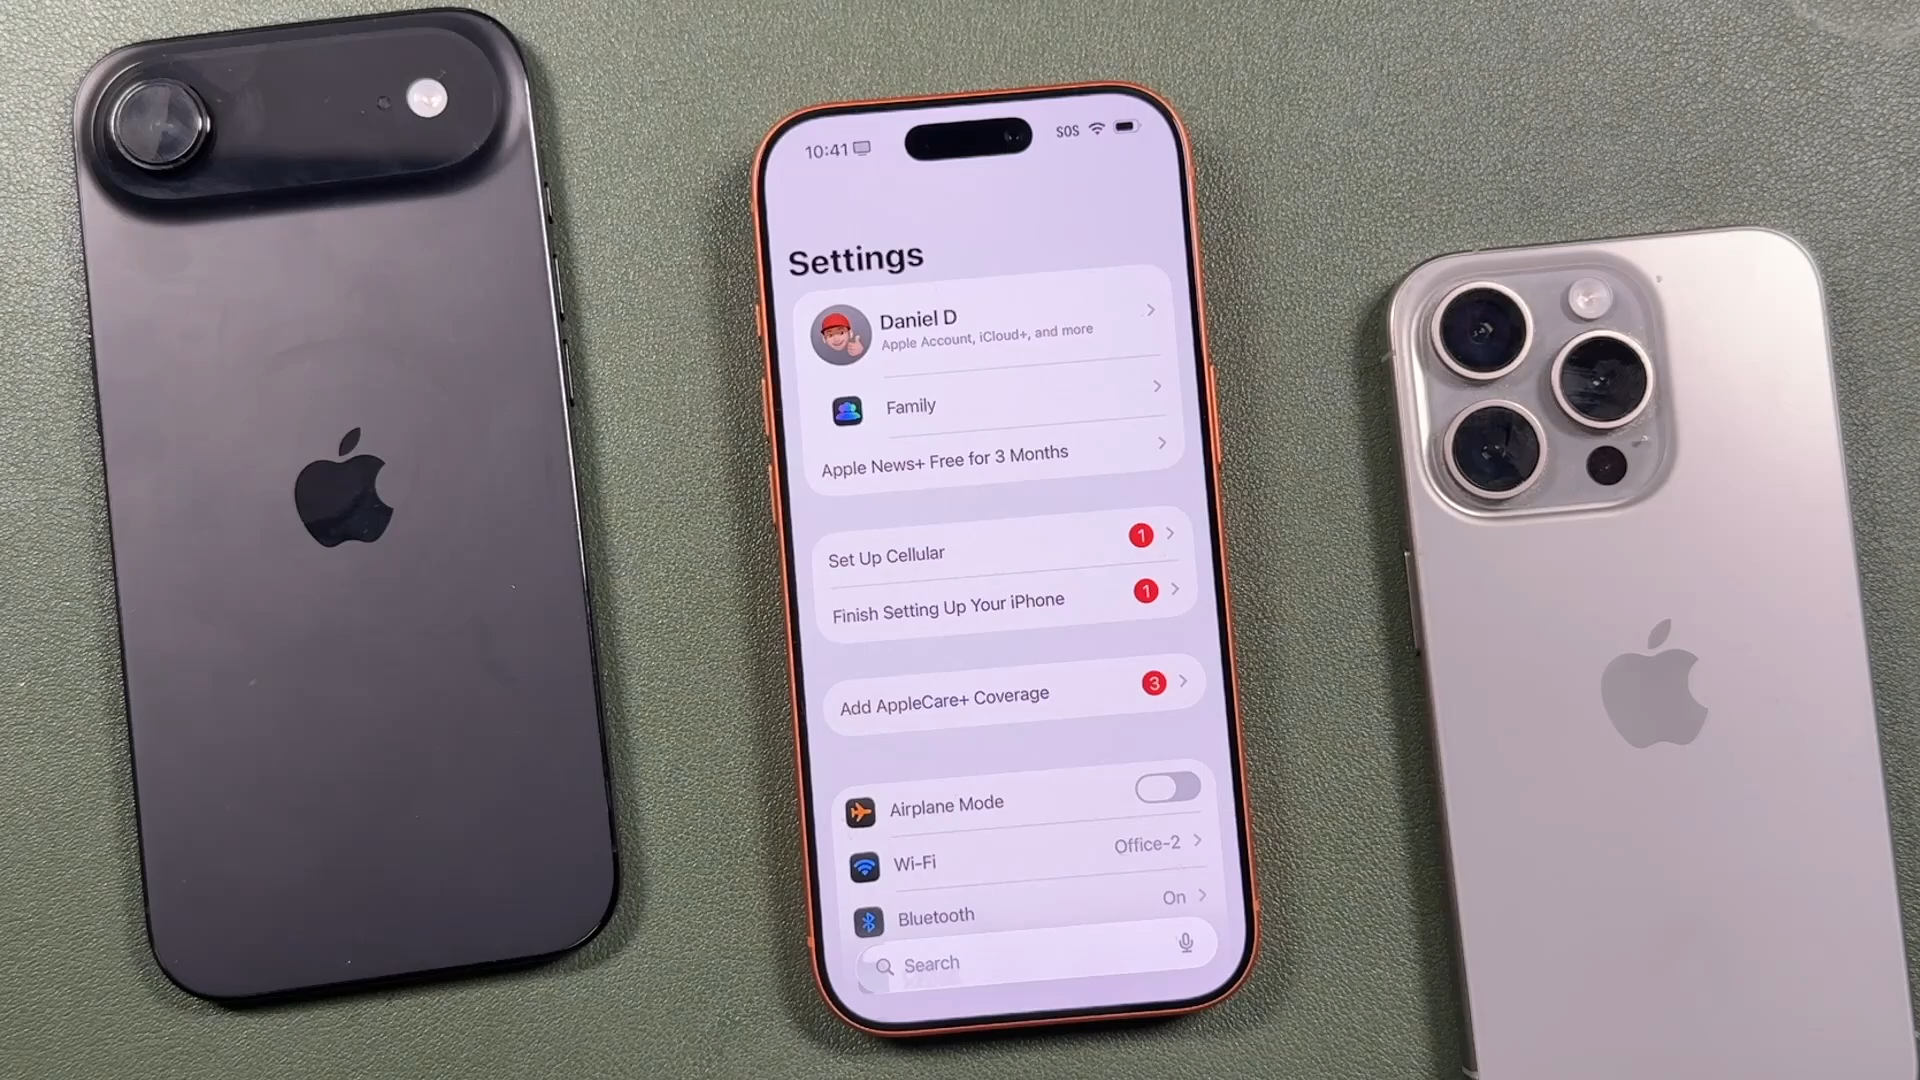 10:41
SOS
Settings
Daniel D
Apple Account, iCloud+, and more
Family
Apple News+ Free for 3 Months
Set Up Cellular 1
Finish Setting Up Your iPhone 1
Add AppleCare+ Coverage 3
Airplane Mode
Wi-Fi Office-2
Bluetooth On
Search